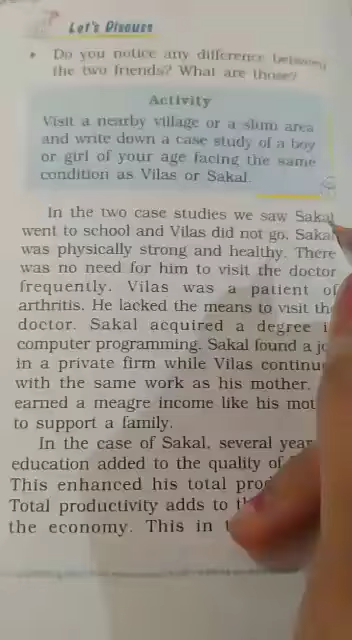 Let's Discuss
• Do you notice any difference between
the two friends? What are those?
Activity
Visit a nearby village or a slum area
and write down a case study of a boy
or girl of your age facing the same
condition as Vilas or Sakal.
In the two case studies we saw Sakal
went to school and Vilas did not go. Sakal
was physically strong and healthy. There
was no need for him to visit the doctor
frequently. Vilas was a patient of
arthritis. He lacked the means to visit the
doctor. Sakal acquired a degree
computer programming. Sakal found a
in a private firm while Vilas
with the same work as his mother.
earned a meagre income like his
to support a family.
In the case of Sakal, several
education added to the quality of
This enhanced his total
Total productivity adds to
the economy. This in